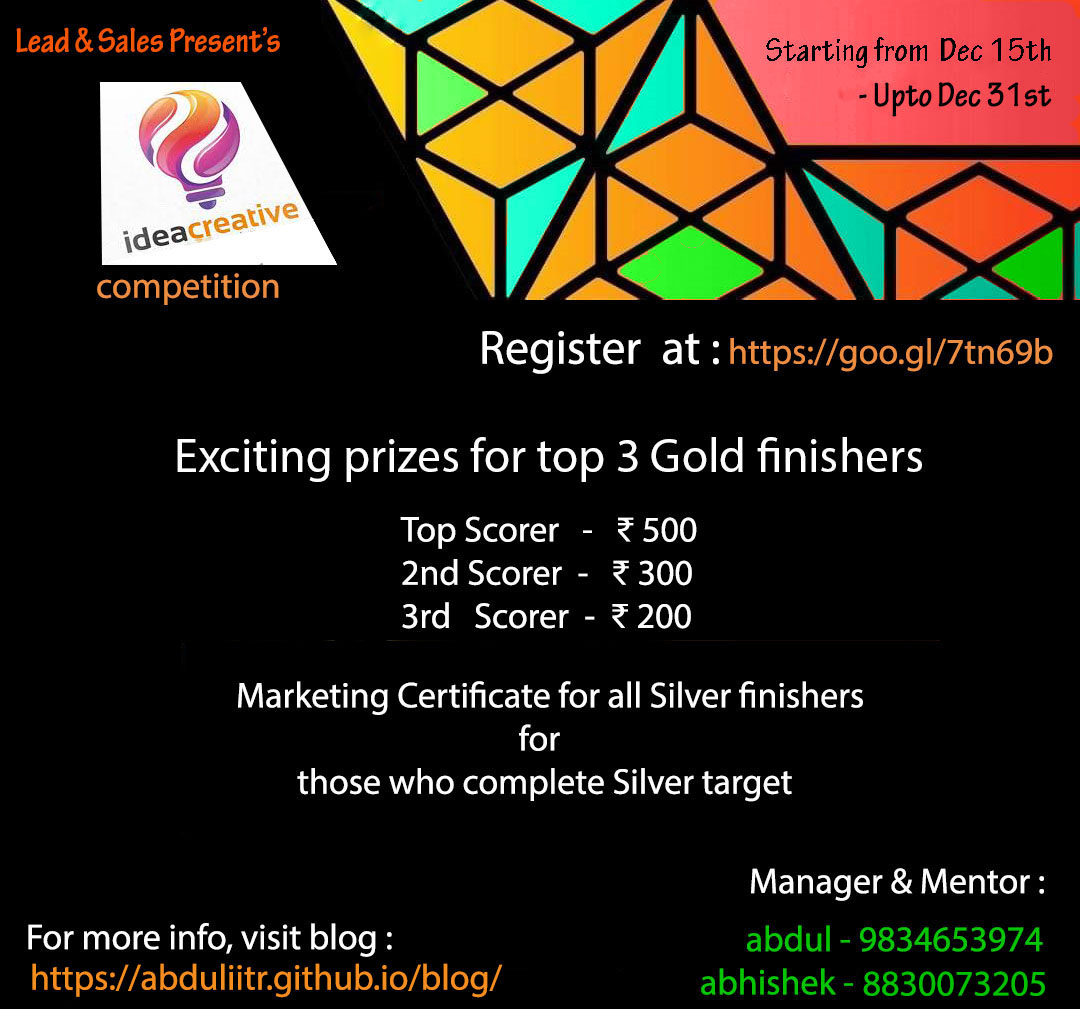 Lead & Sales Present's
Starting from Dec 15th
- Upto Dec 31st
ideacreative
competition
Register at : https://goo.gl/7tn69b
Exciting prizes for top 3 Gold finishers
Top Scorer - ₹ 500
2nd Scorer - ₹ 300
3rd Scorer - ₹ 200
Marketing Certificate for all Silver finishers
for
those who complete Silver target
Manager & Mentor :
For more info, visit blog :
abdul - 9834653974
https://abduliitr.github.io/blog/
abhishek - 8830073205